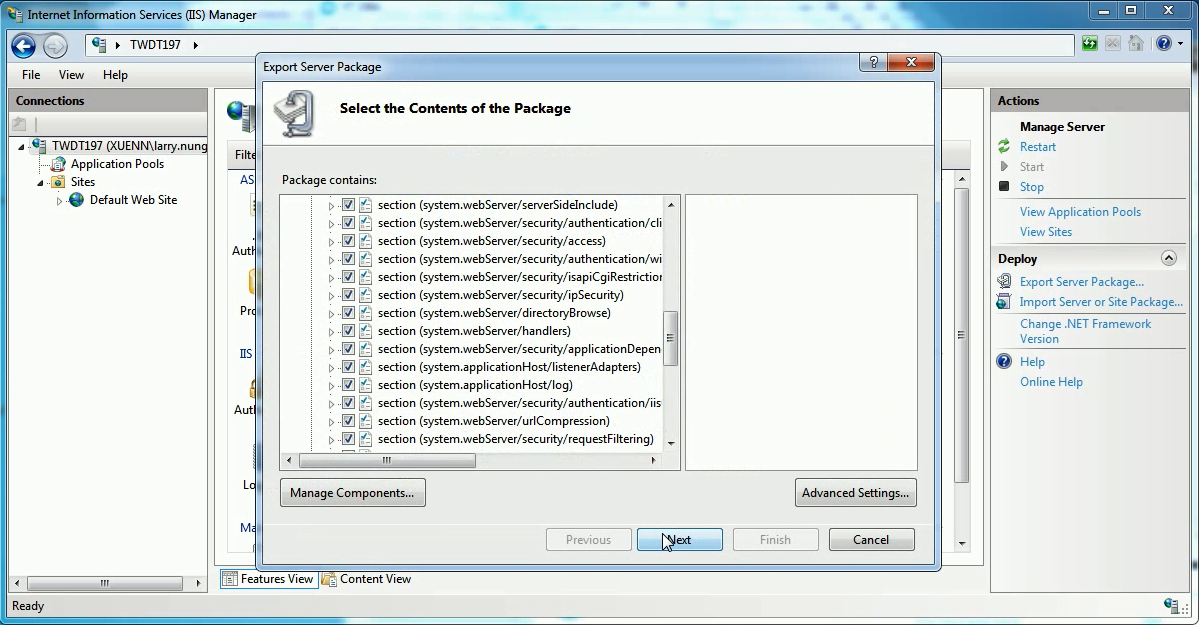 Internet Information Services (IIS) Manager
TWDT197
File View Help
Connections
TWDT197 (XUENN\larry.nung
Application Pools
Sites
Default Web Site
Filte
AS
Auth
Pro
IIS
Aut
Lo
Ma
Export Server Package
Select the Contents of the Package
Package contains:
section (system.webServer/serverSideInclude)
section (system.webServer/security/authentication/cli
section (system.webServer/security/access)
section (system.webServer/security/authentication/wi
section (system.webServer/security/isapiCgiRestriction
section (system.webServer/security/ipSecurity)
section (system.webServer/directoryBrowse)
section (system.webServer/handlers)
section (system.webServer/security/applicationDepen
section (system.applicationHost/listenerAdapters)
section (system.applicationHost/log)
section (system.webServer/security/authentication/iis
section (system.webServer/urlCompression)
section (system.webServer/security/requestFiltering)
Manage Components... Advanced Settings...
Previous Next Finish Cancel
Actions
Manage Server
Restart
Start
Stop
View Application Pools
View Sites
Deploy
Export Server Package...
Import Server or Site Package...
Change .NET Framework
Version
Help
Online Help
Features View Content View
Ready